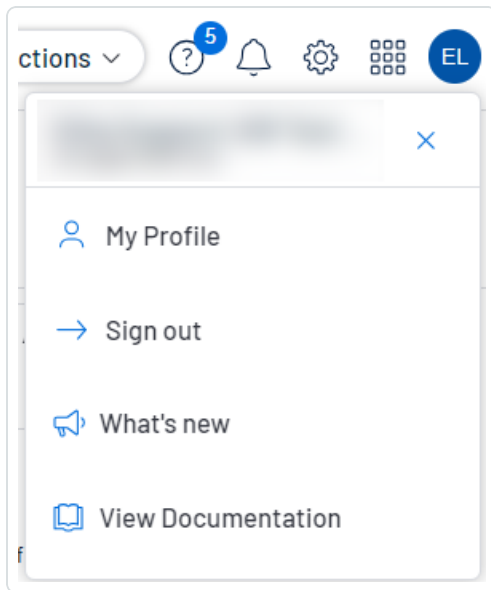 ctions
5
EL
My Profile
Sign out
What's new
View Documentation
f